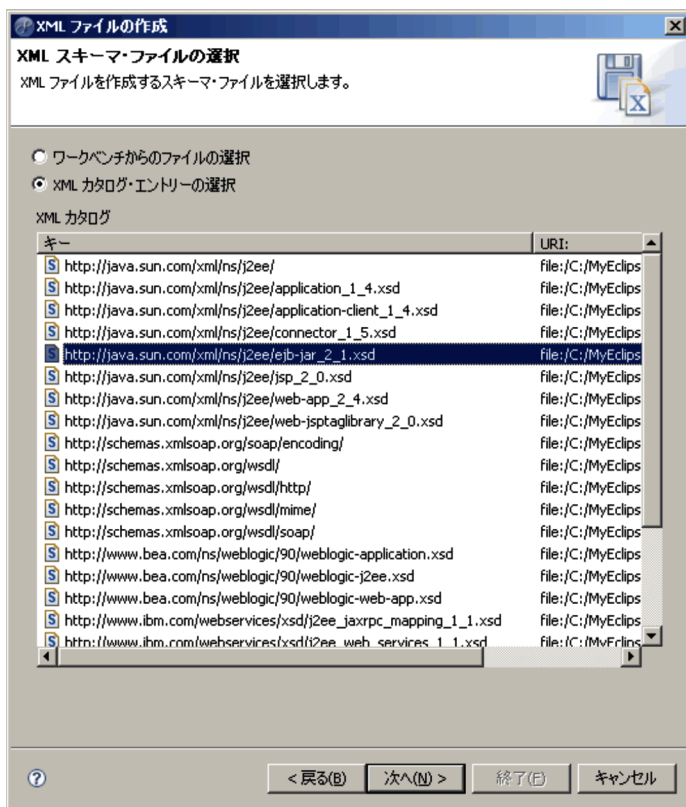 XML ファイルの作成
XML スキーマ・ファイルの選択
XML ファイルを作成するスキーマ・ファイルを選択します。
ワークベンチからのファイルの選択
XML カタログ・エントリーの選択
XML カタログ
キー URI:
http://java.sun.com/xml/ns/j2ee/ file:/C:/MyEclips
http://java.sun.com/xml/ns/j2ee/application_1_4.xsd file:/C:/MyEclips
http://java.sun.com/xml/ns/j2ee/application-client_1_4.xsd file:/C:/MyEclips
http://java.sun.com/xml/ns/j2ee/connector_1_5.xsd file:/C:/MyEclips
http://java.sun.com/xml/ns/j2ee/ejb-jar_2_1.xsd file:/C:/MyEclips
http://java.sun.com/xml/ns/j2ee/jsp_2_0.xsd file:/C:/MyEclips
http://java.sun.com/xml/ns/j2ee/web-app_2_4.xsd file:/C:/MyEclips
http://java.sun.com/xml/ns/j2ee/web-jsptaglibrary_2_0.xsd file:/C:/MyEclips
http://schemas.xmlsoap.org/soap/encoding/ file:/C:/MyEclips
http://schemas.xmlsoap.org/wsdl/ file:/C:/MyEclips
http://schemas.xmlsoap.org/wsdl/http/ file:/C:/MyEclips
http://schemas.xmlsoap.org/wsdl/mime/ file:/C:/MyEclips
http://schemas.xmlsoap.org/wsdl/soap/ file:/C:/MyEclips
http://www.bea.com/ns/weblogic/90/weblogic-application.xsd file:/C:/MyEclips
http://www.bea.com/ns/weblogic/90/weblogic-j2ee.xsd file:/C:/MyEclips
http://www.bea.com/ns/weblogic/90/weblogic-web-app.xsd file:/C:/MyEclips
http://www.ibm.com/webservices/xsd/j2ee_jaxrpc_mapping_1_1.xsd file:/C:/MyEclips
http://www.ibm.com/webservices/xsd/j2ee_web_services_1_1.xsd file:/C:/MyEclips
< 戻る(B) 次へ(N) > 終了(F) キャンセル